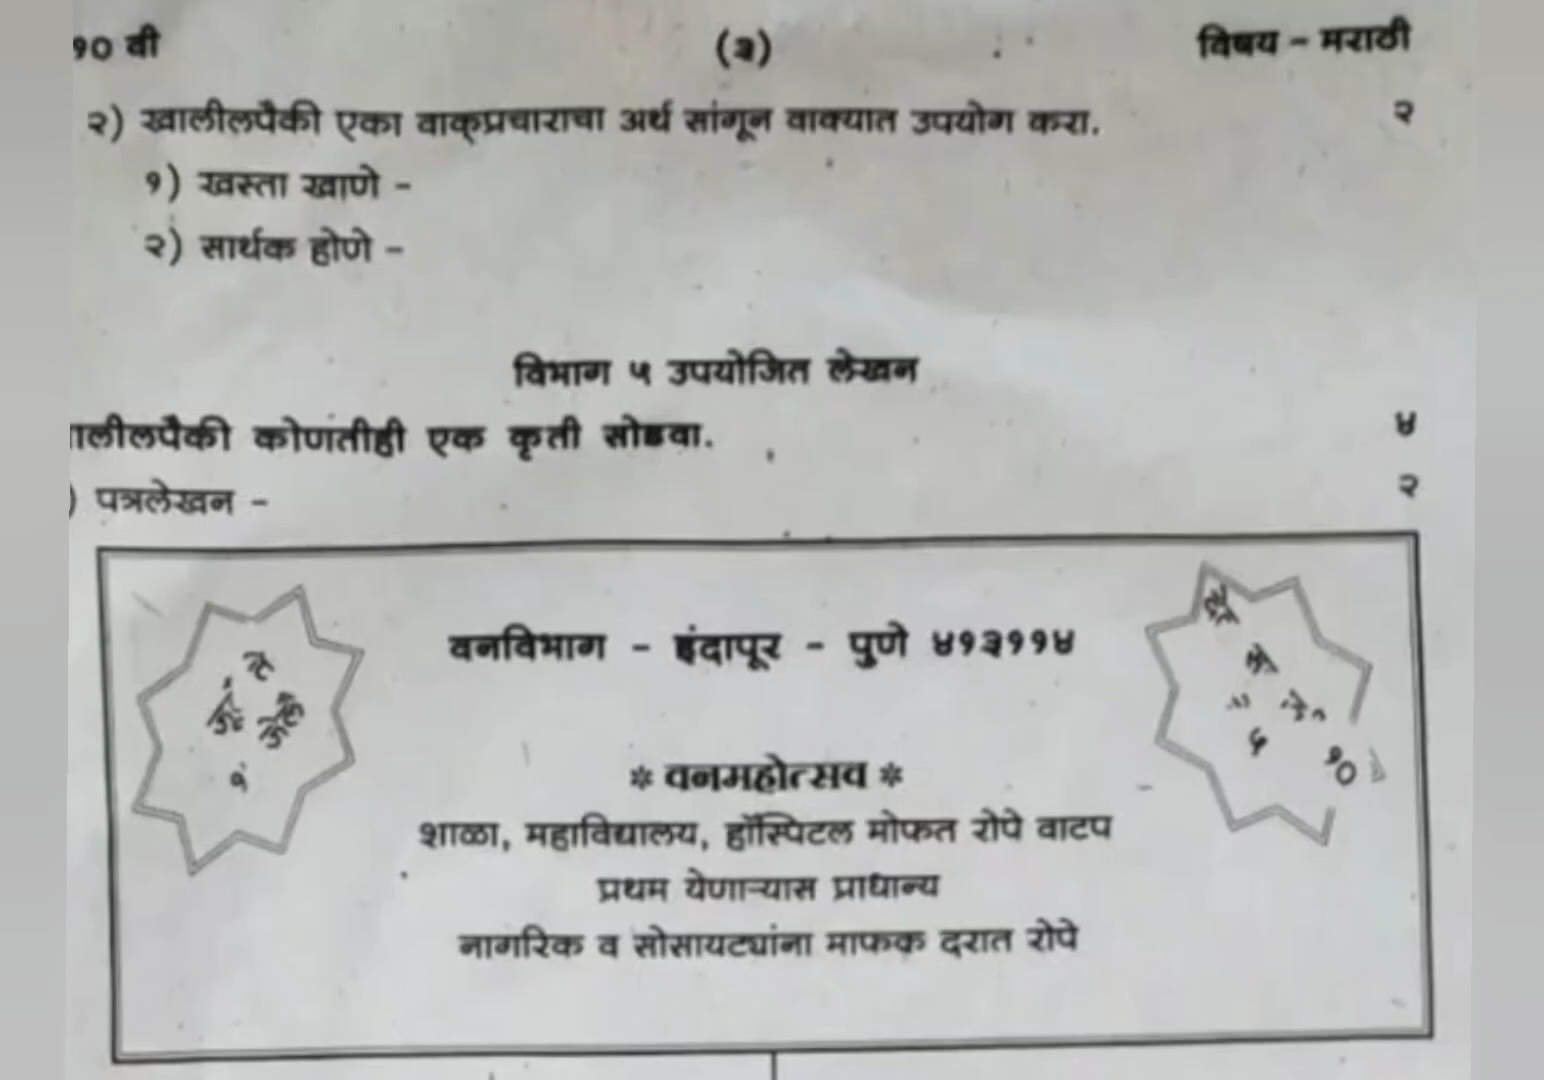 १० वी (३) विषय - मराठी
२) खालीलपैकी एका वाक्प्रचाराचा अर्थ सांगून वाक्यात उपयोग करा. २
१) खस्ता खाणे -
२) सार्थक होणे -
विभाग ५ उपयोजित लेखन
ालीलपैकी कोणतीही एक कृती सोडवा. ४
) पत्रलेखन - २
वनविभाग - इंदापूर - पुणे ४१३११४
* वनमहोत्सव *
शाळा, महाविद्यालय, हॉस्पिटल मोफत रोपे वाटप
प्रथम येणाऱ्यास प्राधान्य
नागरिक व सोसायट्यांना माफक दरात रोपे